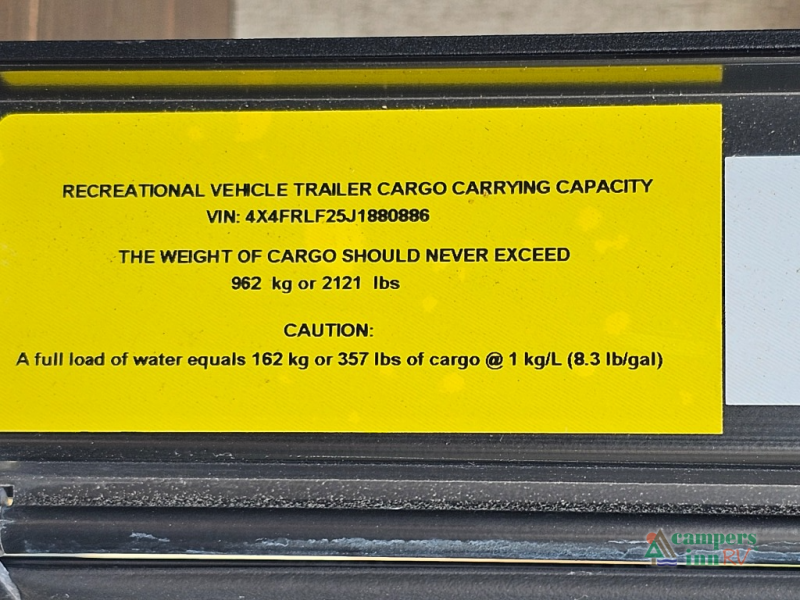 RECREATIONAL VEHICLE TRAILER CARGO CARRYING CAPACITY
VIN: 4X4FRLF25J1880886
THE WEIGHT OF CARGO SHOULD NEVER EXCEED
962 kg or 2121 lbs
CAUTION:
A full load of water equals 162 kg or 357 lbs of cargo @ 1 kg/L (8.3 lb/gal)
campers
inn RV